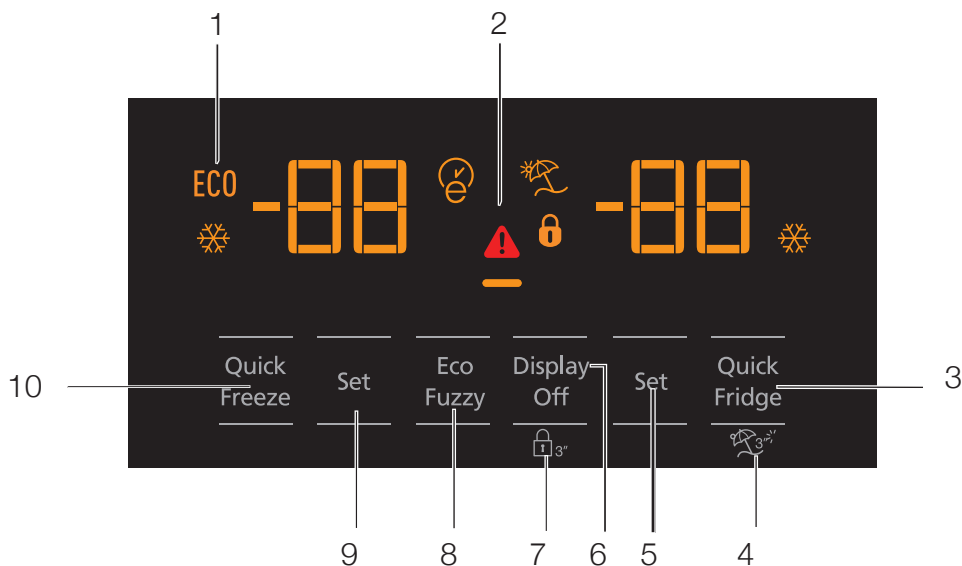 1
2
ECO
-88
e
-88
Quick
Freeze
Set
Eco
Fuzzy
Display
Off
Set
Quick
Fridge
3"
3"
10
3
9
8
7
6
5
4